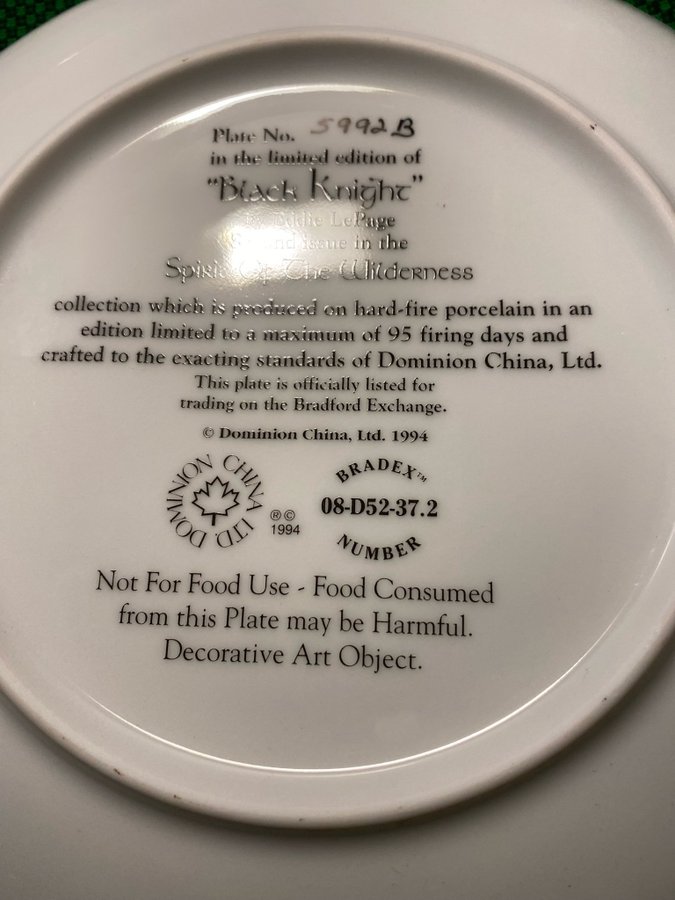 Plate No. 5992B
in the limited edition of
"Black Knight"
by Eddie LePage
Second issue in the
Spirit Of The Wilderness
collection which is produced on hard-fire porcelain in an
edition limited to a maximum of 95 firing days and
crafted to the exacting standards of Dominion China, Ltd.
This plate is officially listed for
trading on the Bradford Exchange.
© Dominion China, Ltd. 1994
DOMINION CHINA LTD.
®©
1994
BRADEX™
08-D52-37.2
NUMBER
Not For Food Use - Food Consumed
from this Plate may be Harmful.
Decorative Art Object.